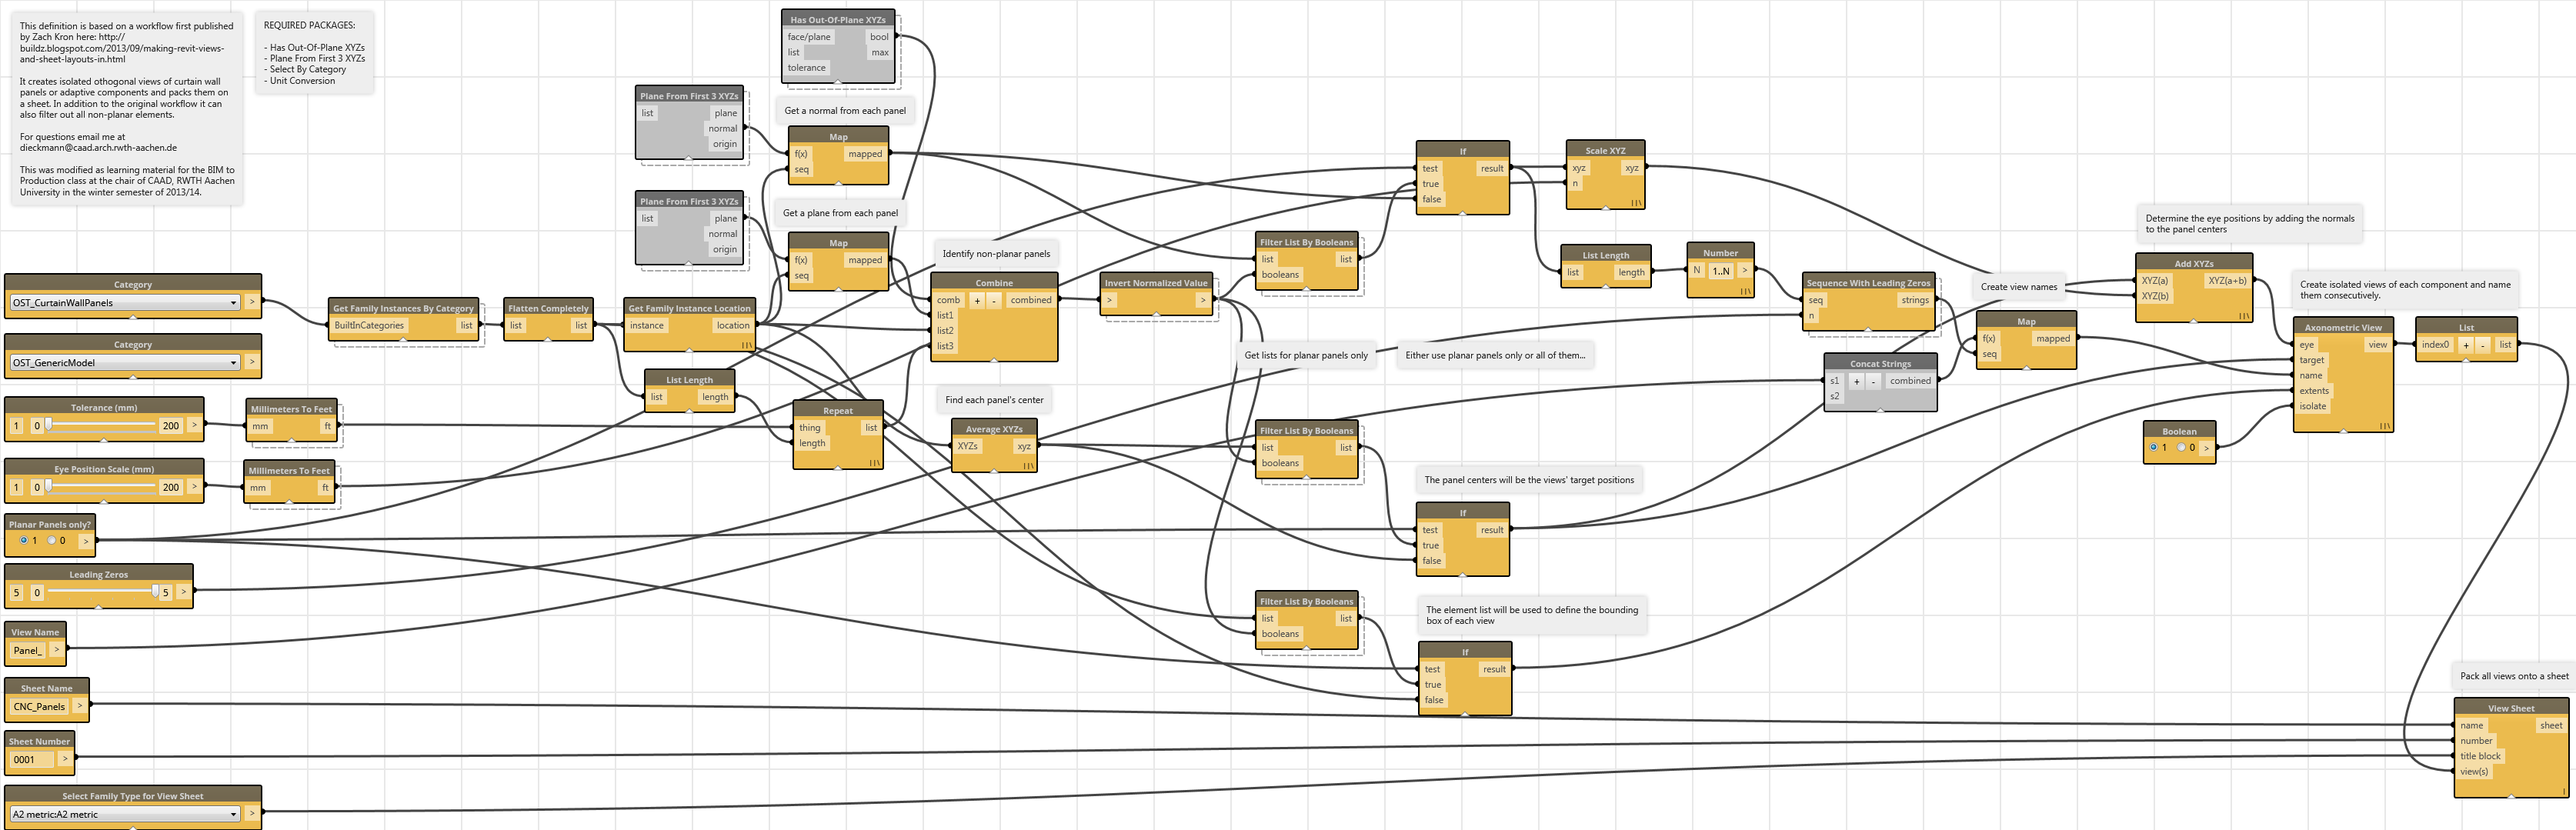 This definition is based on a workflow first published
by Zach Kron here: http://
buildz.blogspot.com/2013/09/making-revit-views-
and-sheet-layouts-in.html
It creates isolated othogonal views of curtain wall
panels or adaptive components and packs them on
a sheet. In addition to the original workflow it can
also filter out all non-planar elements.
For questions email me at
dieckmann@caad.arch.rwth-aachen.de
This was modified as learning material for the BIM to
Production class at the chair of CAAD, RWTH Aachen
University in the winter semester of 2013/14.
REQUIRED PACKAGES:
- Has Out-Of-Plane XYZs
- Plane From First 3 XYZs
- Select By Category
- Unit Conversion
Category
OST_CurtainWallPanels >
Category
OST_GenericModel >
Tolerance (mm)
1 0 200 >
Eye Position Scale (mm)
1 0 200 >
Planar Panels only?
1 0 >
Leading Zeros
5 0 5 >
View Name
Panel_ >
Sheet Name
CNC_Panels >
Sheet Number
0001 >
Select Family Type for View Sheet
A2 metric:A2 metric >
Millimeters To Feet
mm ft
Millimeters To Feet
mm ft
Get Family Instances By Category
BuiltInCategories list
Flatten Completely
list list
Get Family Instance Location
instance location
List Length
list length
Plane From First 3 XYZs
list plane
normal
origin
Plane From First 3 XYZs
list plane
normal
origin
Has Out-Of-Plane XYZs
face/plane bool
list max
tolerance
Get a normal from each panel
Map
f(x) mapped
seq
Get a plane from each panel
Map
f(x) mapped
seq
Repeat
thing list
length
Identify non-planar panels
Combine
comb + - combined
list1
list2
list3
Find each panel's center
Average XYZs
XYZs xyz
Invert Normalized Value
> >
Filter List By Booleans
list list
booleans
Get lists for planar panels only
Either use planar panels only or all of them...
Filter List By Booleans
list list
booleans
Filter List By Booleans
list list
booleans
If
test result
true
false
The panel centers will be the views' target positions
If
test result
true
false
The element list will be used to define the bounding
box of each view
If
test result
true
false
Scale XYZ
xyz xyz
n
List Length
list length
Number
N 1..N >
Sequence With Leading Zeros
seq strings
n
Concat Strings
s1 + - combined
s2
Create view names
Map
f(x) mapped
seq
Determine the eye positions by adding the normals
to the panel centers
Add XYZs
XYZ(a) XYZ(a+b)
XYZ(b)
Boolean
1 0 >
Create isolated views of each component and name
them consecutively.
Axonometric View
eye view
target
name
extents
isolate
List
index0 + - list
Pack all views onto a sheet
View Sheet
name sheet
number
title block
view(s)